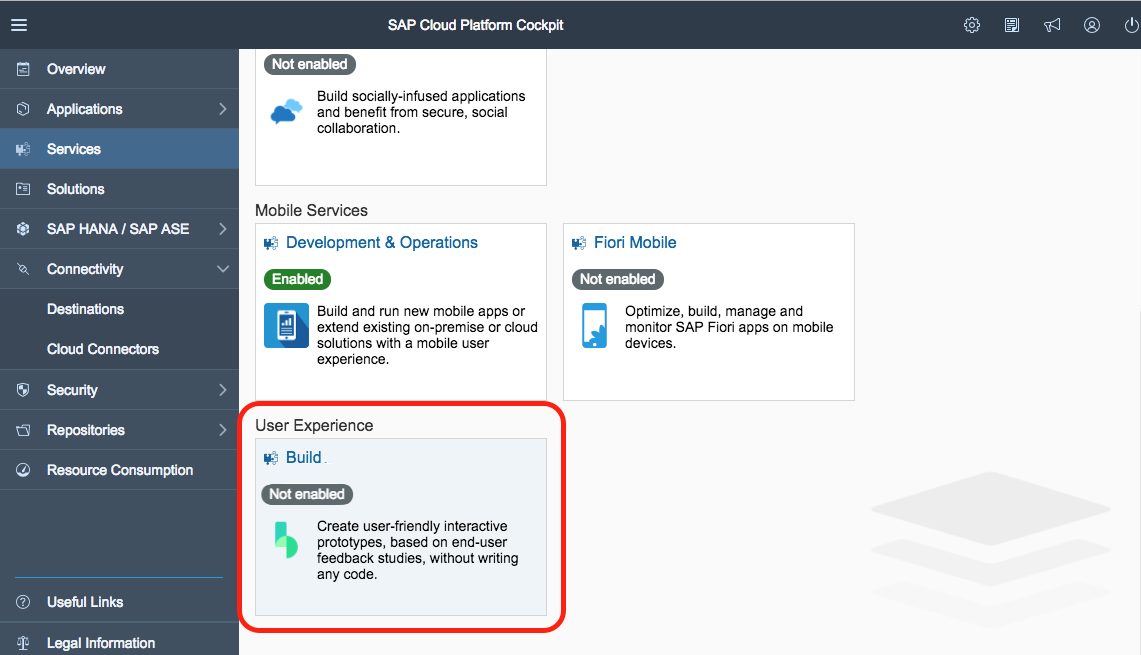 SAP Cloud Platform Cockpit
Overview
Applications
Services
Solutions
SAP HANA / SAP ASE
Connectivity
Destinations
Cloud Connectors
Security
Repositories
Resource Consumption
Useful Links
Legal Information
Not enabled
Build socially-infused applications
and benefit from secure, social
collaboration.
Mobile Services
Development & Operations
Enabled
Build and run new mobile apps or
extend existing on-premise or cloud
solutions with a mobile user
experience.
Fiori Mobile
Not enabled
Optimize, build, manage and
monitor SAP Fiori apps on mobile
devices.
User Experience
Build
Not enabled
Create user-friendly interactive
prototypes, based on end-user
feedback studies, without writing
any code.